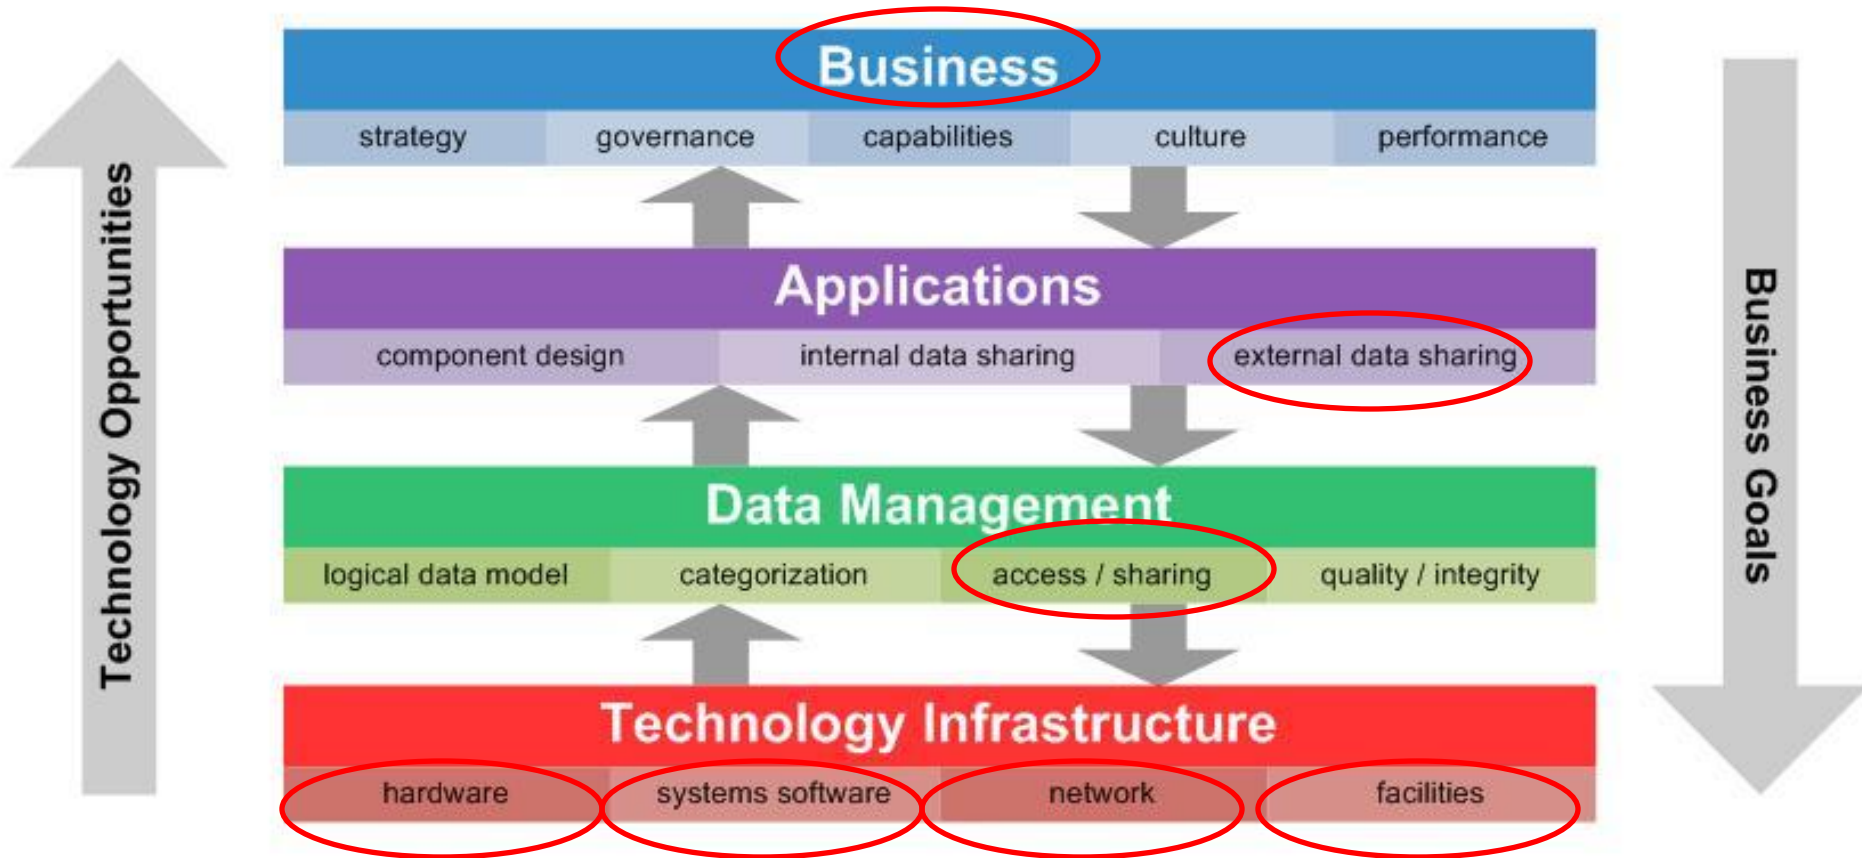 Business
strategy governance capabilities culture performance
Applications
component design internal data sharing external data sharing
Data Management
logical data model categorization access / sharing quality / integrity
Technology Infrastructure
hardware systems software network facilities
Technology Opportunities
Business Goals